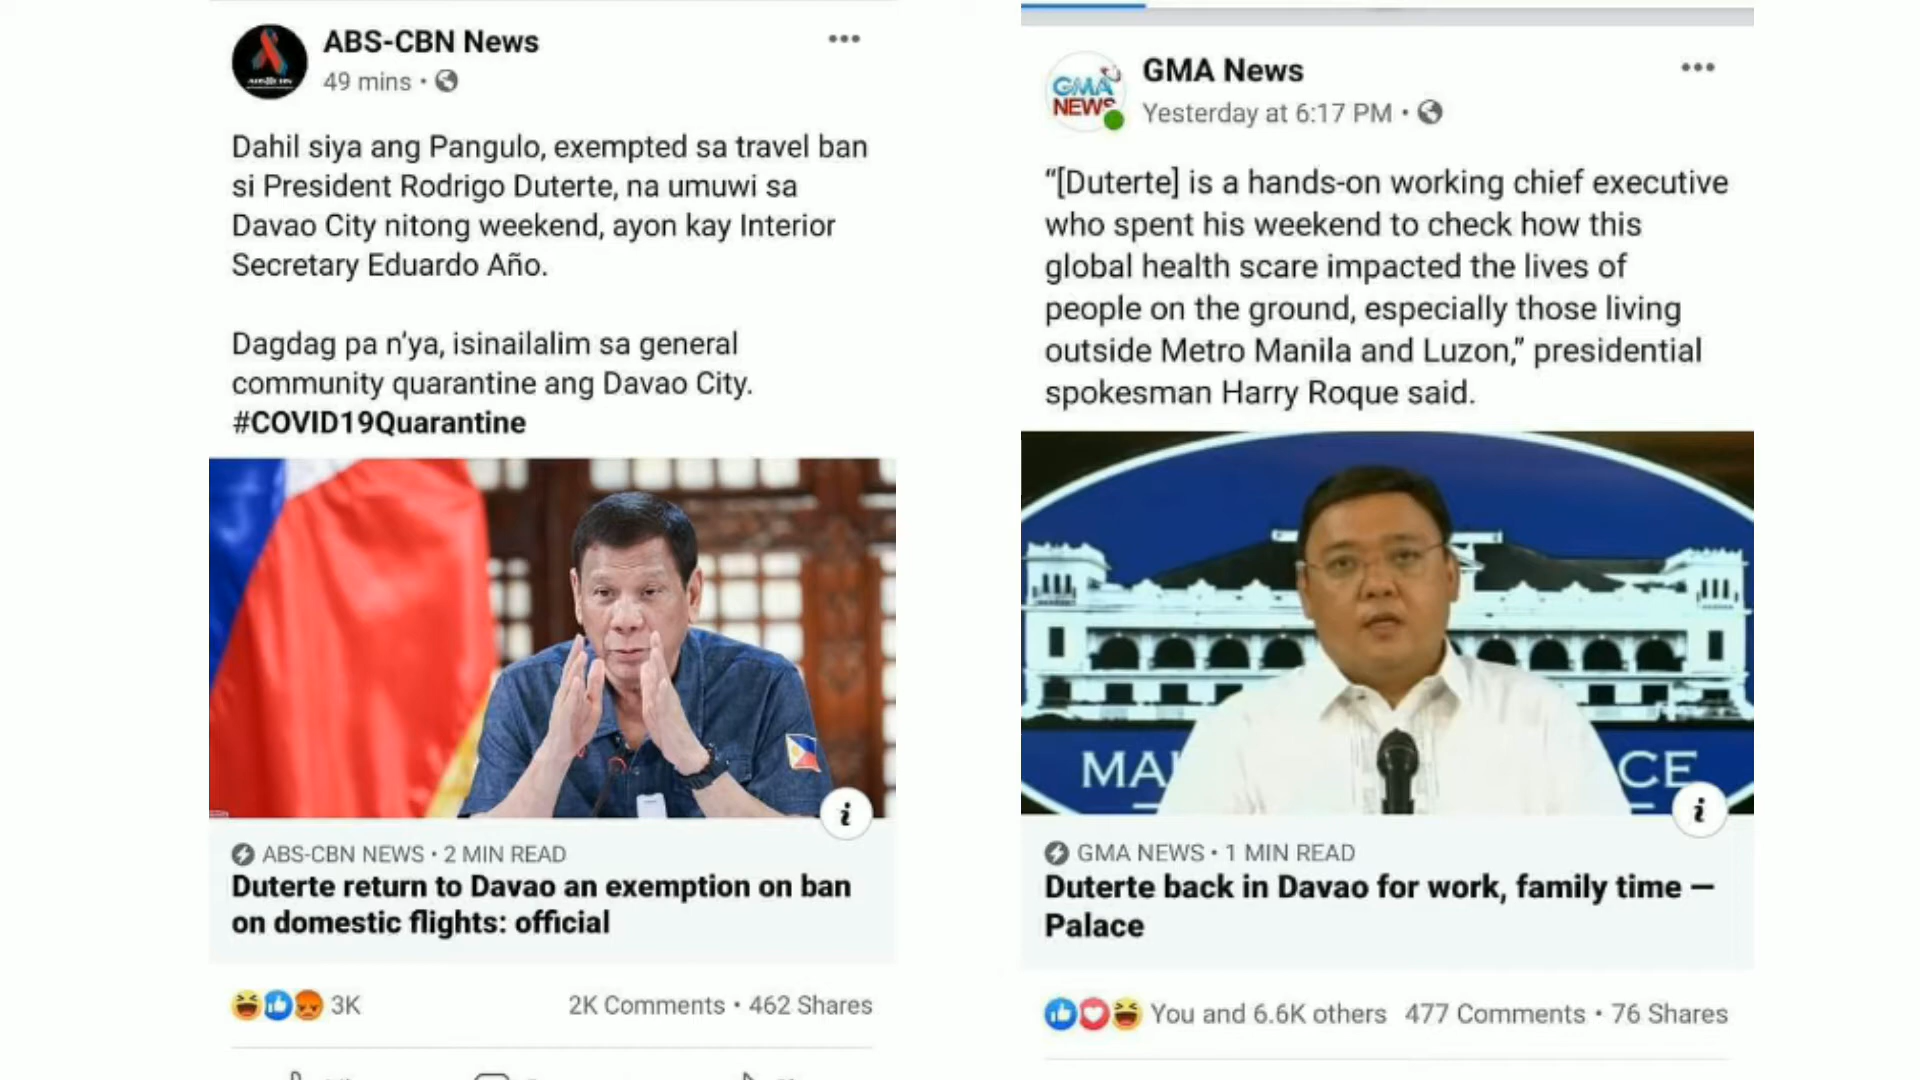 ABS-CBN News
49 mins •
Dahil siya ang Pangulo, exempted sa travel ban
si President Rodrigo Duterte, na umuwi sa
Davao City nitong weekend, ayon kay Interior
Secretary Eduardo Año.
Dagdag pa n'ya, isinailalim sa general
community quarantine ang Davao City.
#COVID19Quarantine
ABS-CBN NEWS • 2 MIN READ
Duterte return to Davao an exemption on ban
on domestic flights: official
3K
2K Comments • 462 Shares
GMA NEWS
GMA News
Yesterday at 6:17 PM •
“[Duterte] is a hands-on working chief executive
who spent his weekend to check how this
global health scare impacted the lives of
people on the ground, especially those living
outside Metro Manila and Luzon,” presidential
spokesman Harry Roque said.
GMA NEWS • 1 MIN READ
Duterte back in Davao for work, family time —
Palace
You and 6.6K others 477 Comments • 76 Shares